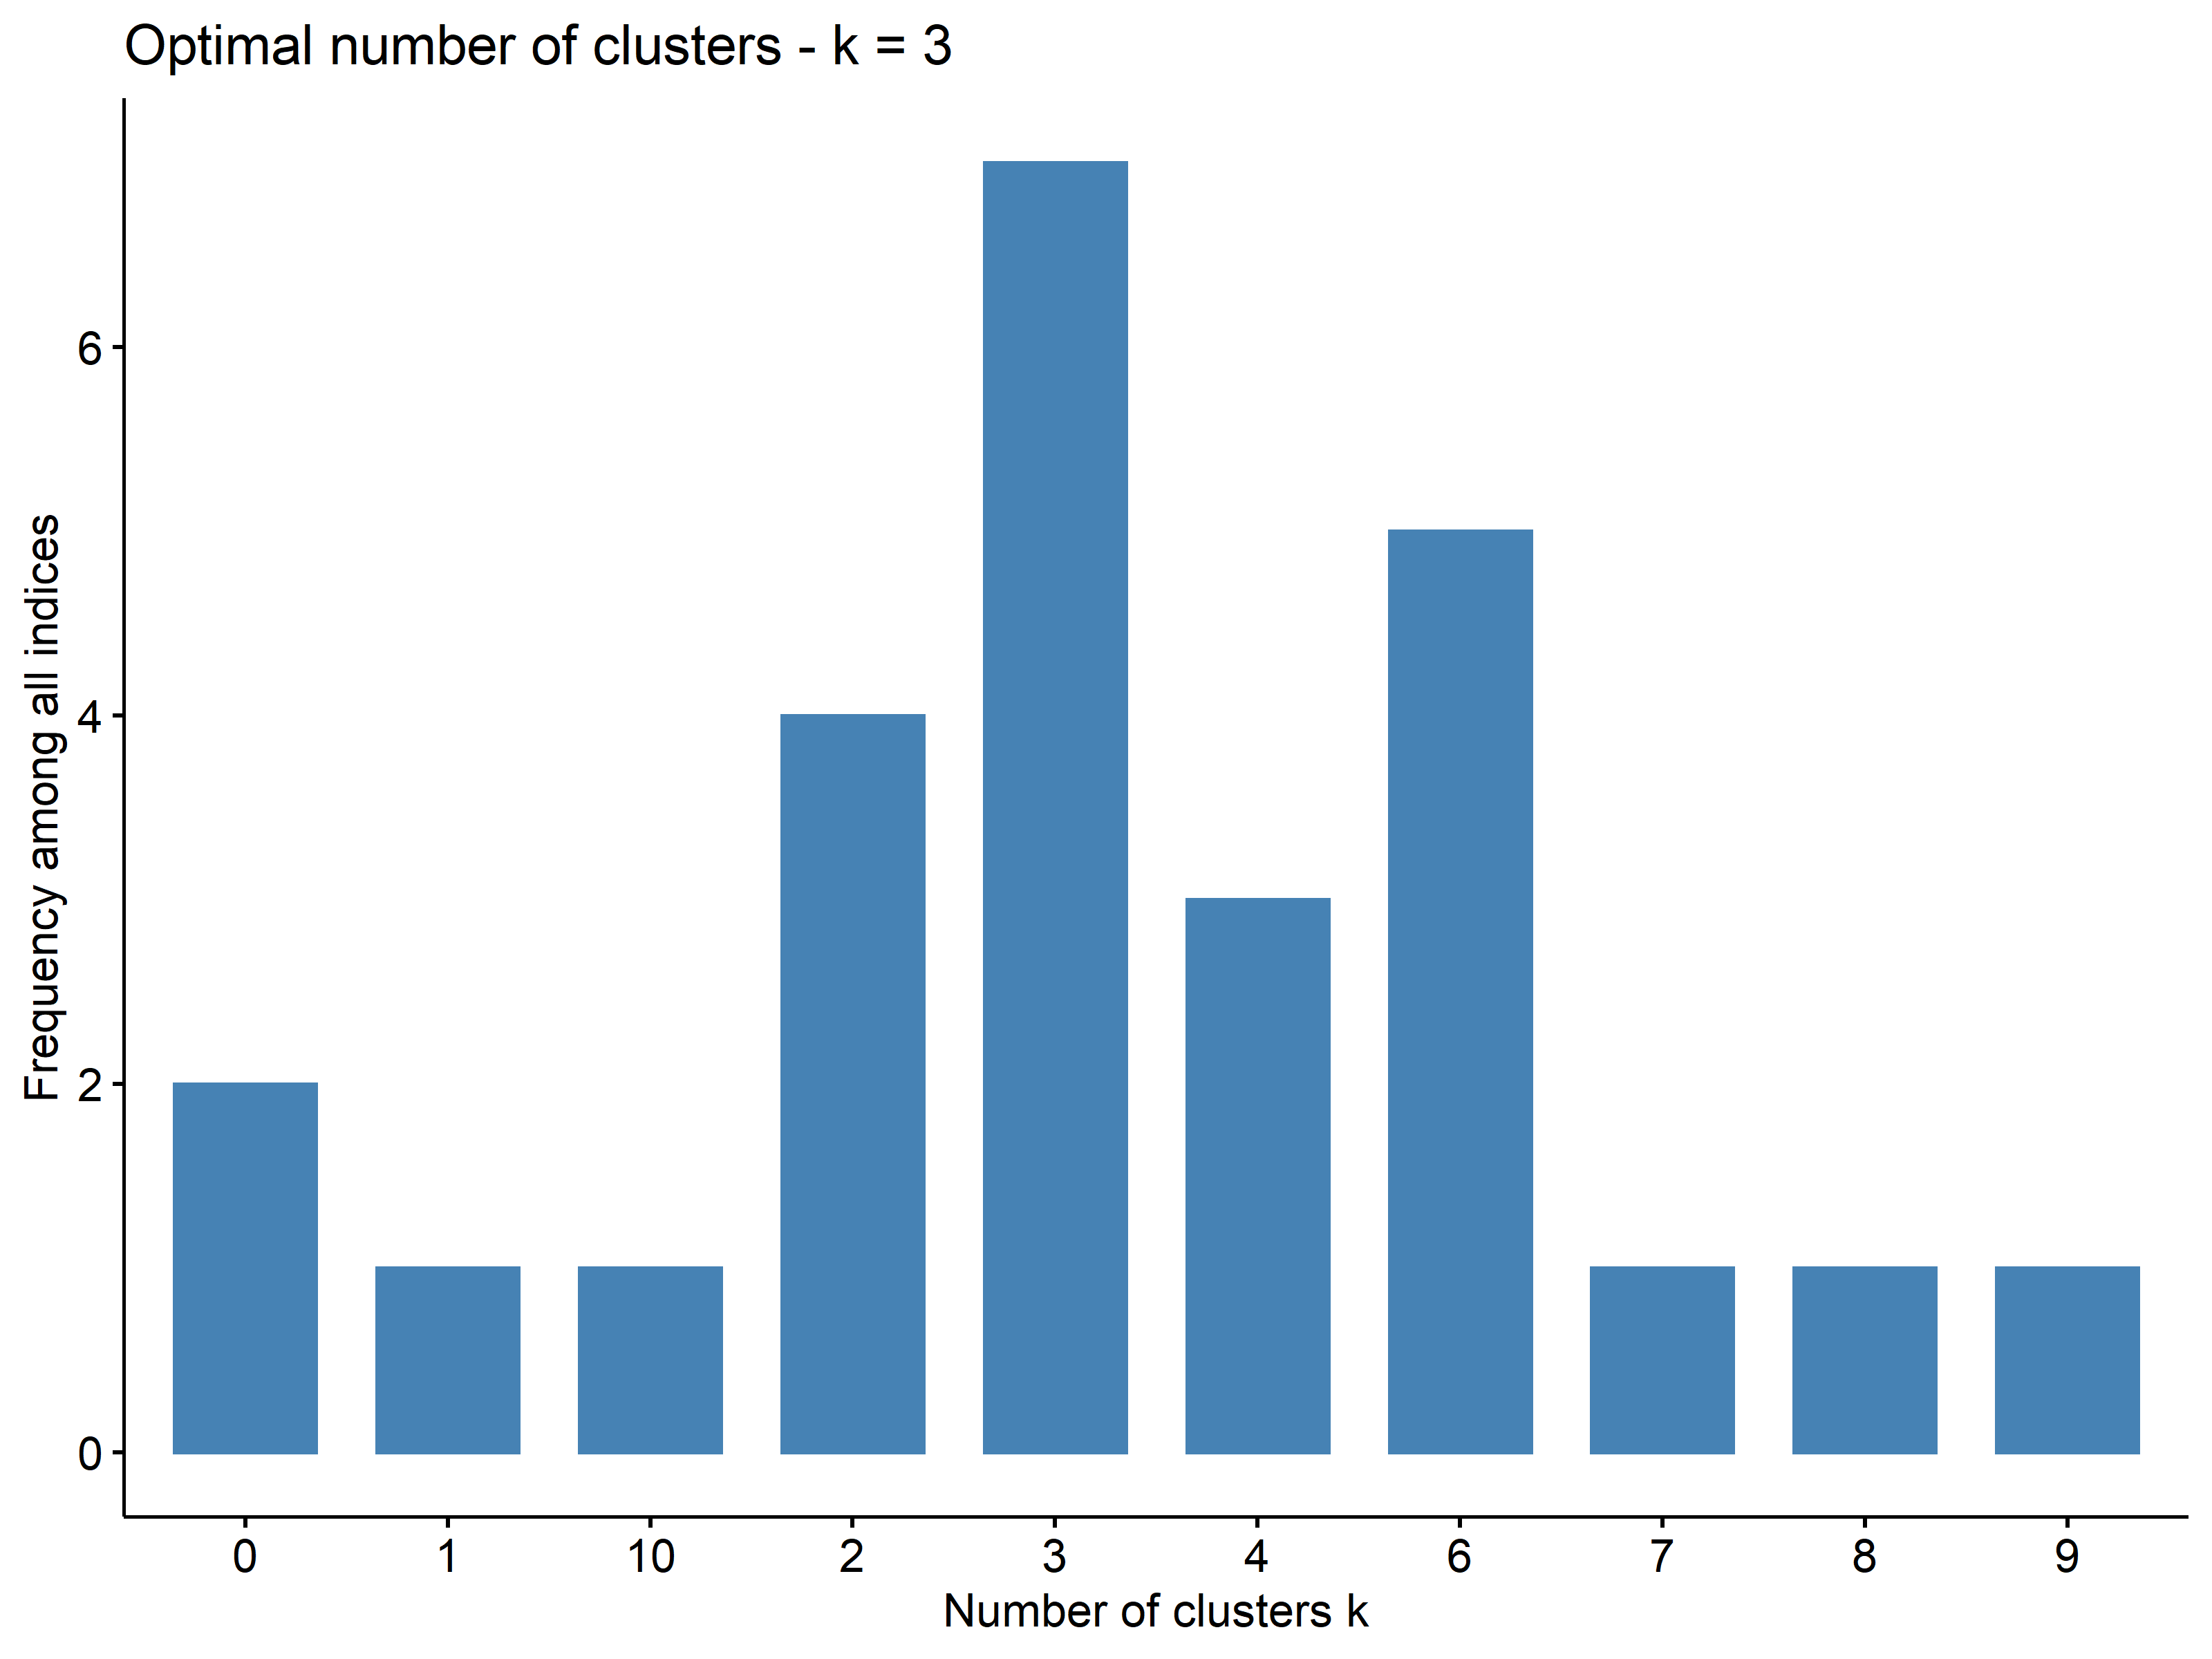 Optimal number of clusters - k = 3
Frequency among all indices
6
4
2
0
0 1 10 2 3 4 6 7 8 9
Number of clusters k